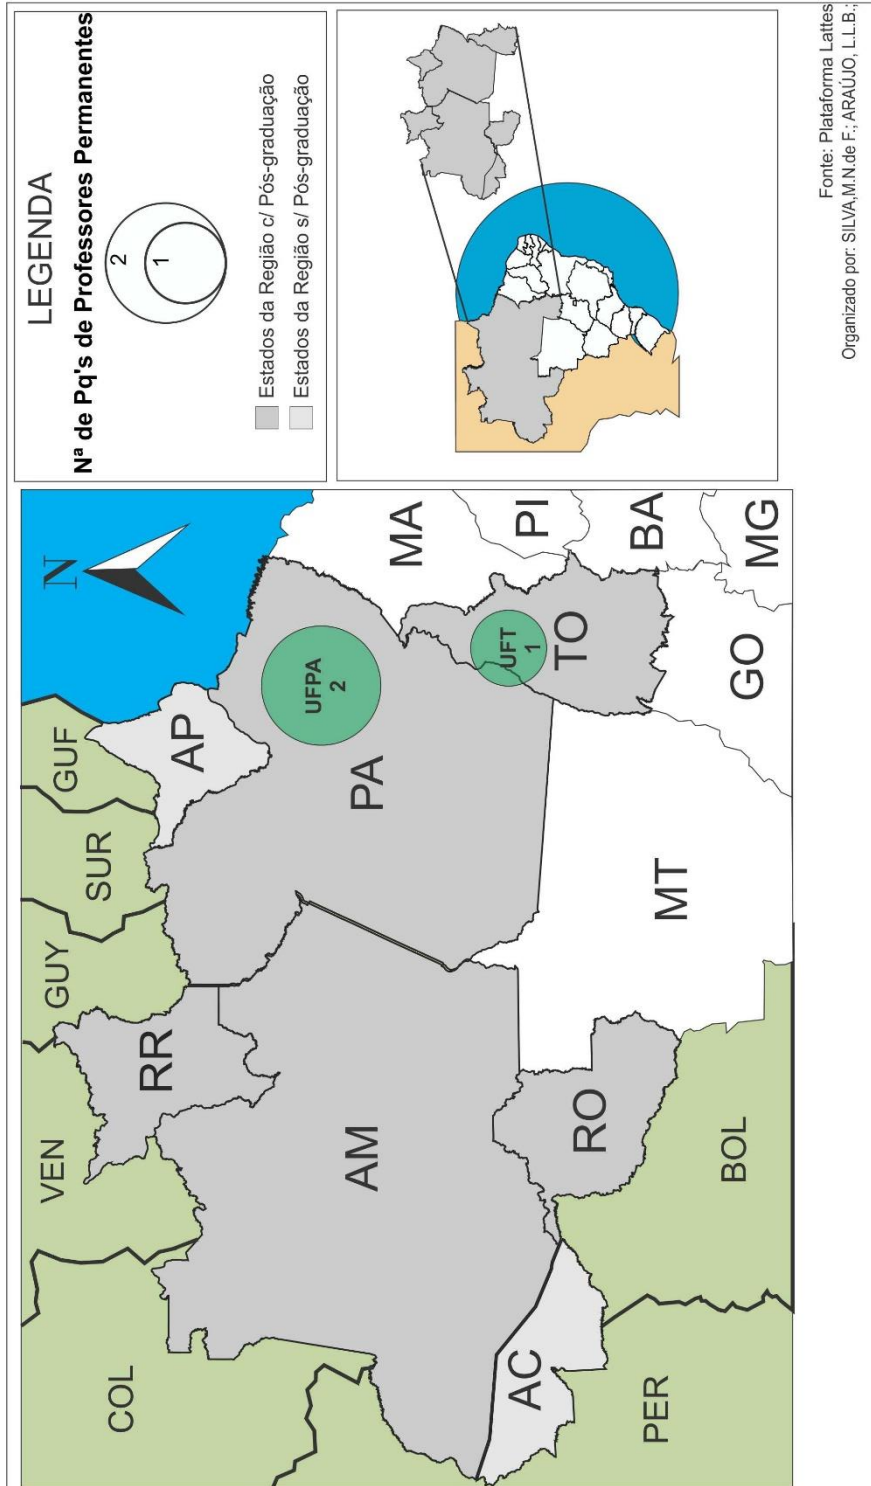 N
COL
VEN
GUY
SUR
GUF
RR
AP
AM
PA
UFPA
2
MA
AC
RO
UFT
1
TO
PI
PER
BOL
MT
GO
BA
MG
LEGENDA
Nª de Pq's de Professores Permanentes
2
1
Estados da Região c/ Pós-graduação
Estados da Região s/ Pós-graduação
Fonte: Plataforma Lattes
Organizado por: SILVA,M.N.de F.; ARAÚJO, L.L.B.;